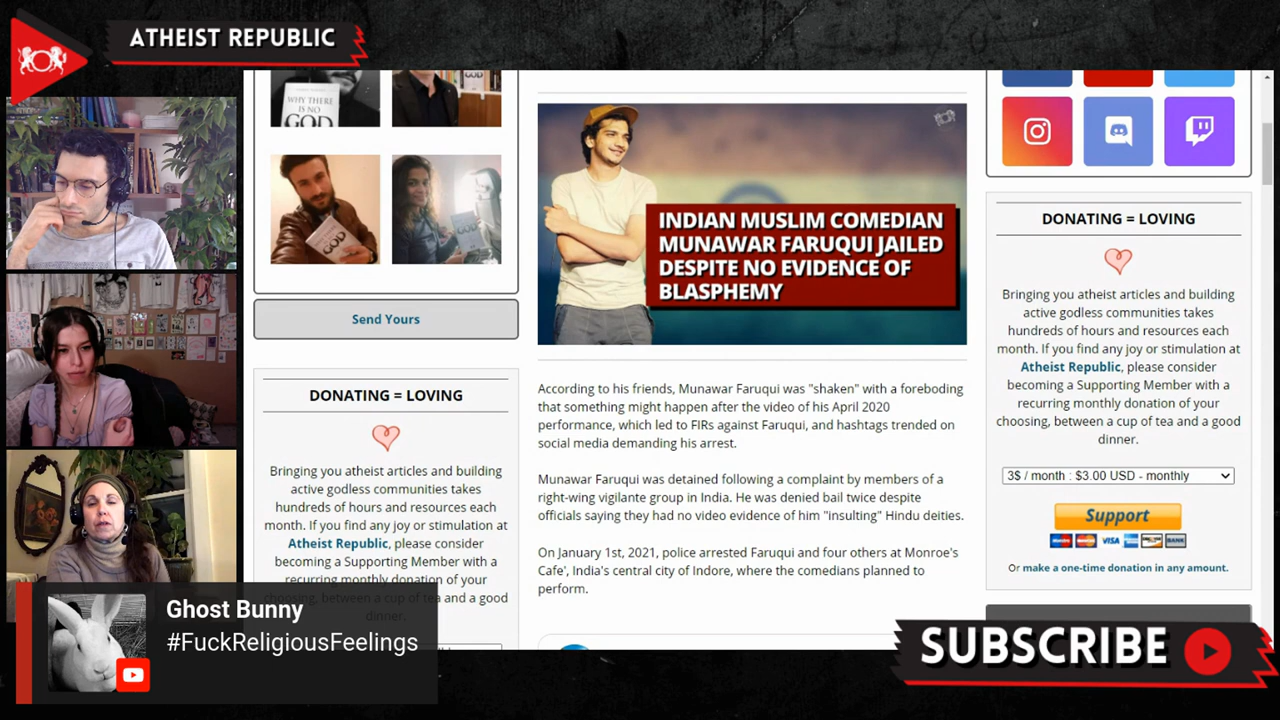 ATHEIST REPUBLIC
WHY THERE
IS NO
GOD
GOD
Send Yours
DONATING = LOVING
Bringing you atheist articles and building
active godless communities takes
hundreds of hours and resources each
month. If you find any joy or stimulation at
Atheist Republic, please consider
becoming a Supporting Member with a
recurring monthly donation of your
choosing, between a cup of tea and a good
dinner.
INDIAN MUSLIM COMEDIAN
MUNAWAR FARUQUI JAILED
DESPITE NO EVIDENCE OF
BLASPHEMY
According to his friends, Munawar Faruqui was "shaken" with a foreboding
that something might happen after the video of his April 2020
performance, which led to FIRs against Faruqui, and hashtags trended on
social media demanding his arrest.
Munawar Faruqui was detained following a complaint by members of a
right-wing vigilante group in India. He was denied bail twice despite
officials saying they had no video evidence of him "insulting" Hindu deities.
On January 1st, 2021, police arrested Faruqui and four others at Monroe's
Cafe', India's central city of Indore, where the comedians planned to
perform.
DONATING = LOVING
Bringing you atheist articles and building
active godless communities takes
hundreds of hours and resources each
month. If you find any joy or stimulation at
Atheist Republic, please consider
becoming a Supporting Member with a
recurring monthly donation of your
choosing, between a cup of tea and a good
dinner.
3$ / month : $3.00 USD - monthly
Support
VISA
BANK
Or make a one-time donation in any amount.
Ghost Bunny
#FuckReligiousFeelings
SUBSCRIBE